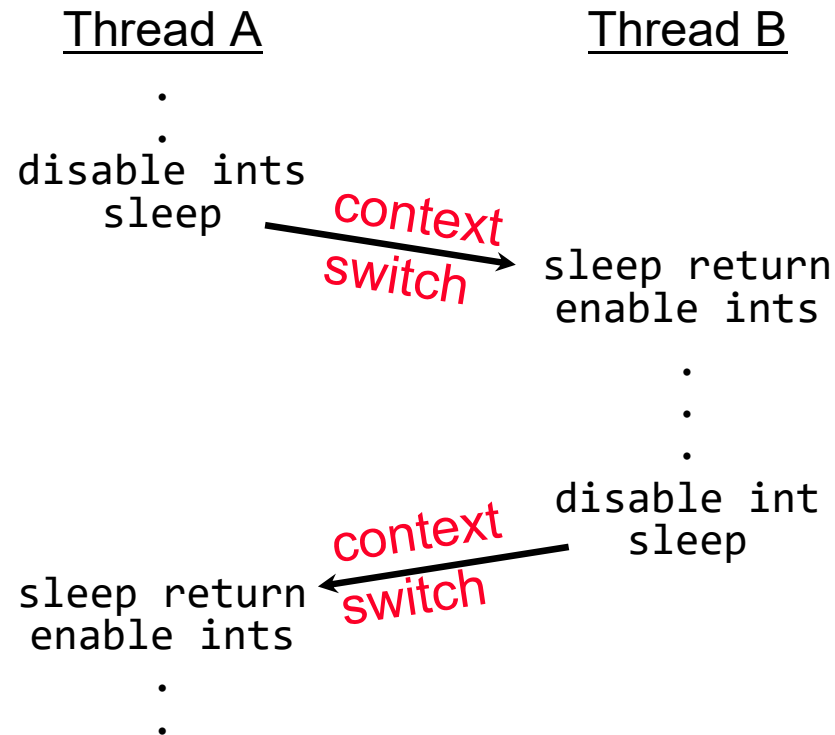 Thread A
Thread B
.
.
disable ints
sleep
context
switch
sleep return
enable ints
.
.
.
disable int
sleep
context
switch
sleep return
enable ints
.
.